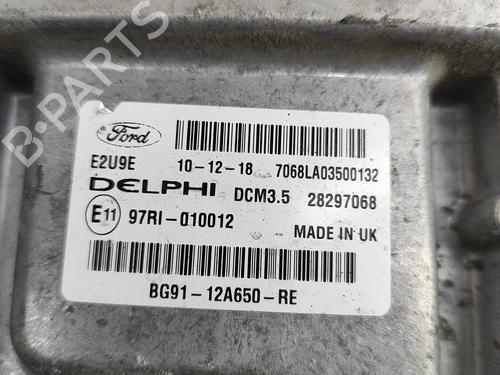 B-PARTS
Ford
E2U9E 10-12-18 7068LA03500132
DELPHI DCM3.5 28297068
E11 97RI-010012 MADE IN UK
BG91-12A650-RE